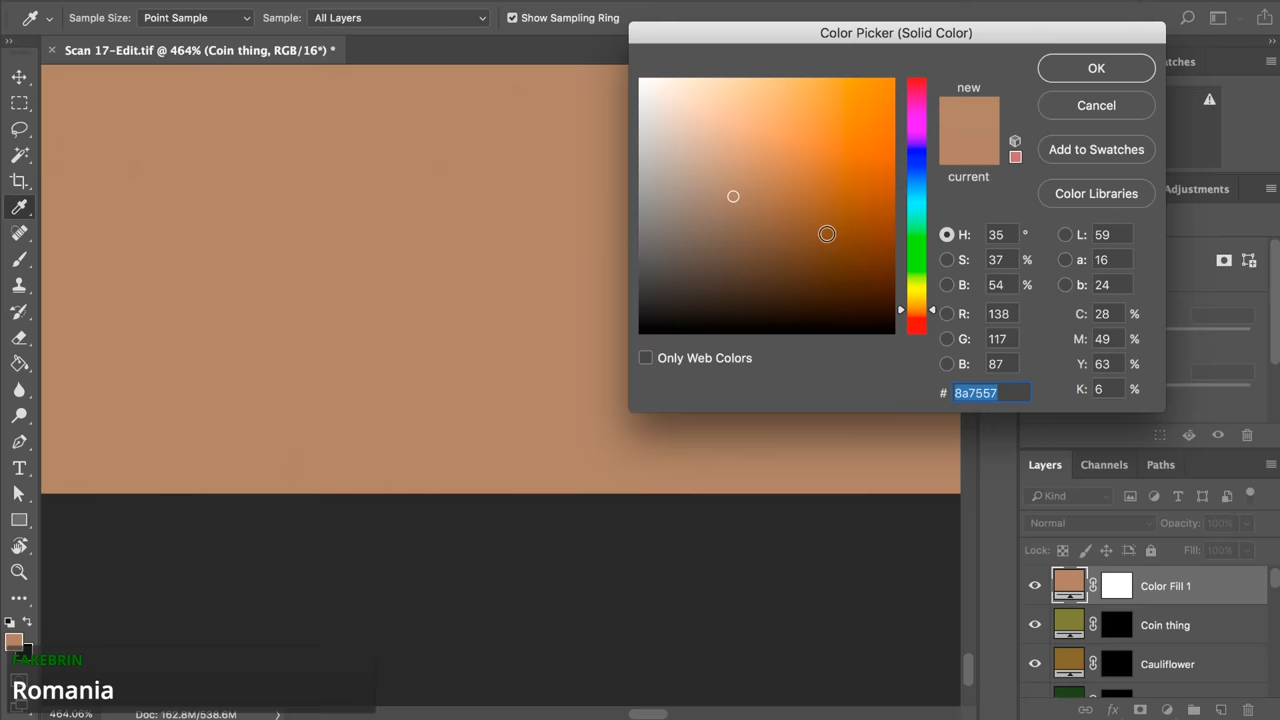 Sample Size: Point Sample Sample: All Layers Show Sampling Ring
Color Picker (Solid Color)
Scan 17-Edit.tif @ 464% (Coin thing, RGB/16*) *
atches
new
OK
Cancel
Add to Swatches
current
Color Libraries
Adjustments
H: 35 ° L: 59
S: 37 % a: 16
B: 54 % b: 24
R: 138 C: 28 %
G: 117 M: 49 %
B: 87 Y: 63 %
# 8a7557 K: 6 %
Only Web Colors
Layers Channels Paths
Kind
Normal Opacity: 100%
Lock: Fill: 100%
Color Fill 1
Coin thing
Cauliflower
FAKEBRIN
Romania
464.06% Doc: 162.8M/538.6M